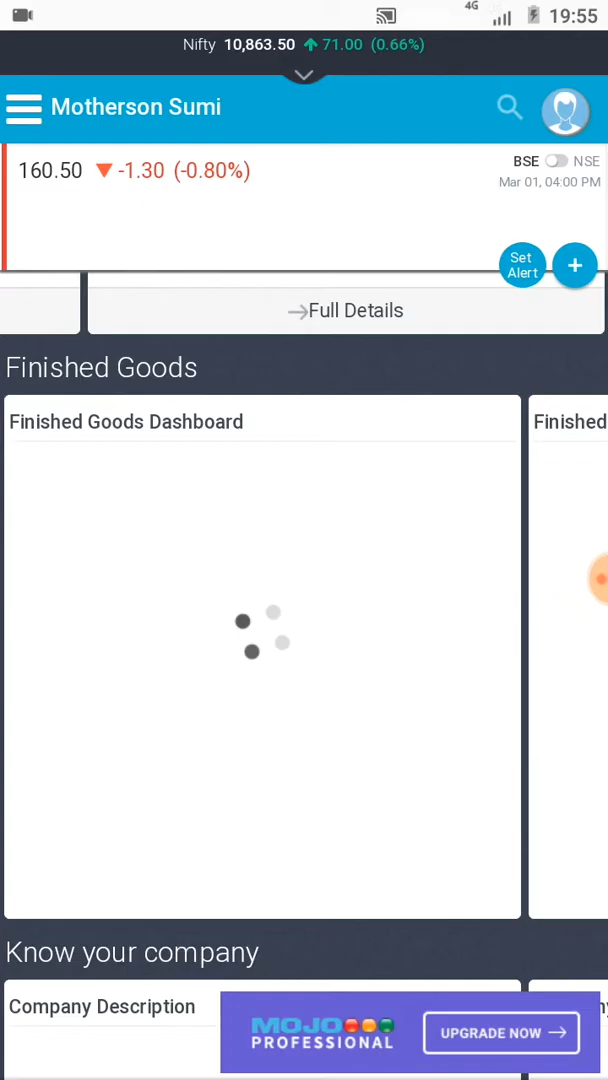 4G 19:55
Nifty 10,863.50 71.00 (0.66%)
Motherson Sumi
160.50 -1.30 (-0.80%)
BSE NSE
Mar 01, 04:00 PM
Set
Alert
+
Full Details
Finished Goods
Finished Goods Dashboard
Finished
Know your company
Company Description
MOJO
PROFESSIONAL
UPGRADE NOW